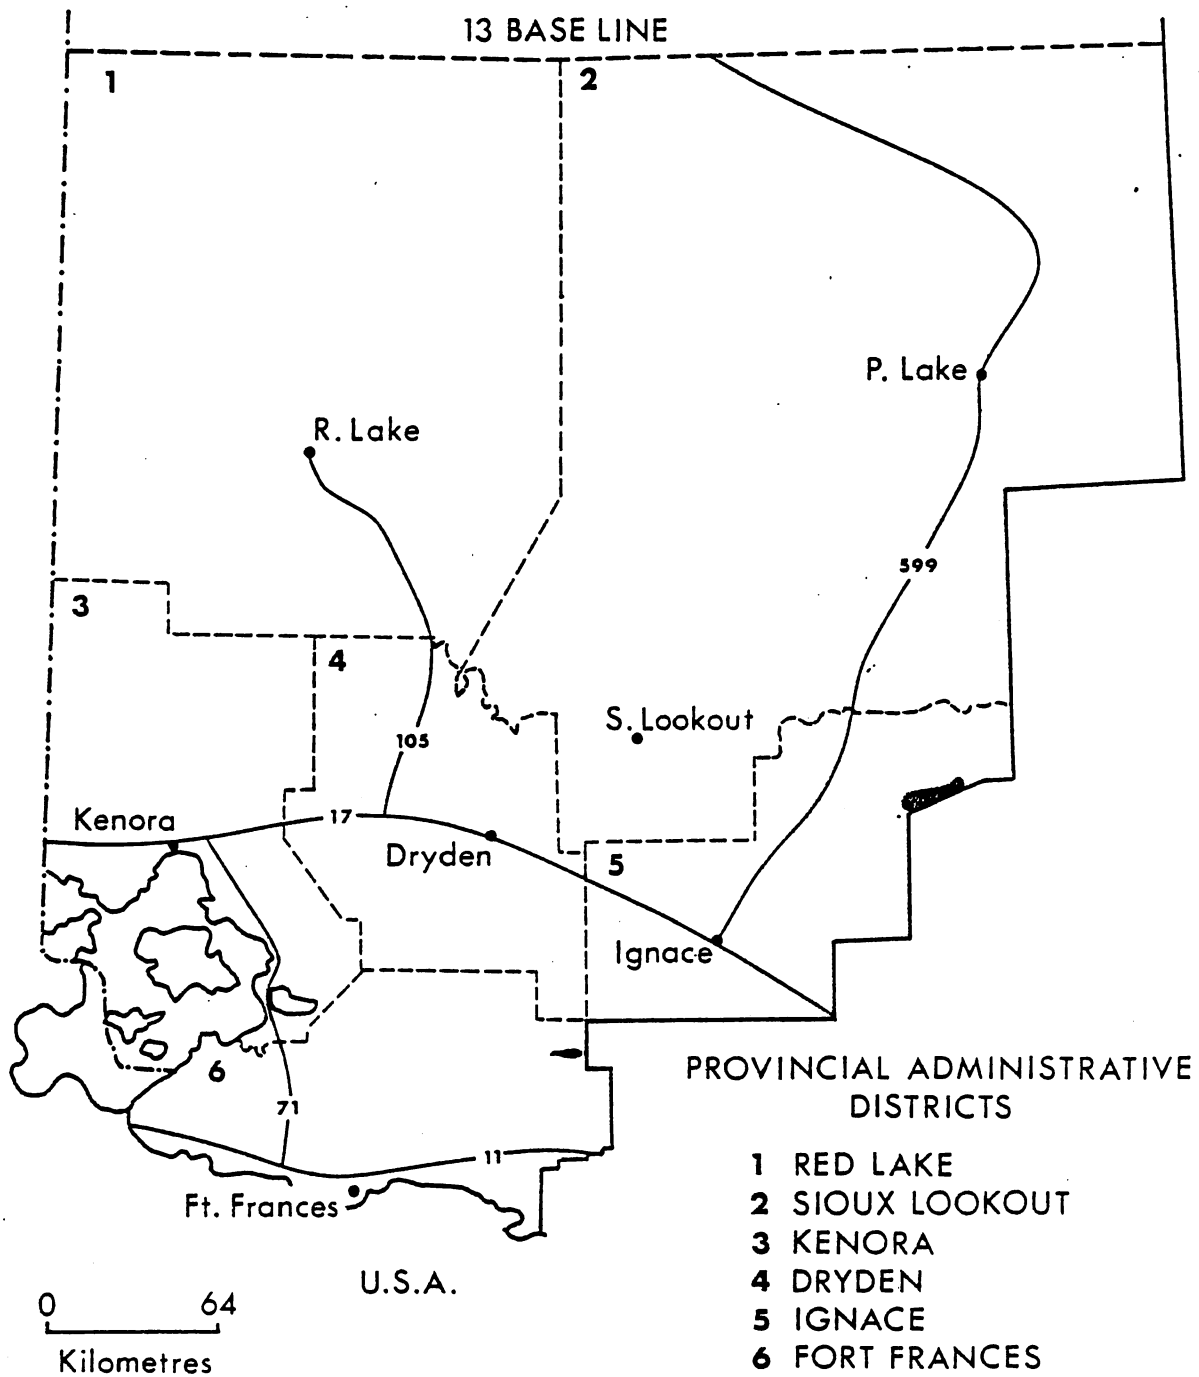 13 BASE LINE
1
2
P. Lake
R. Lake
599
3
4
S. Lookout
105
Kenora
17
Dryden
5
Ignace
6
PROVINCIAL ADMINISTRATIVE
DISTRICTS
71
11
Ft. Frances
1 RED LAKE
2 SIOUX LOOKOUT
3 KENORA
4 DRYDEN
5 IGNACE
6 FORT FRANCES
U.S.A.
0 64
Kilometres